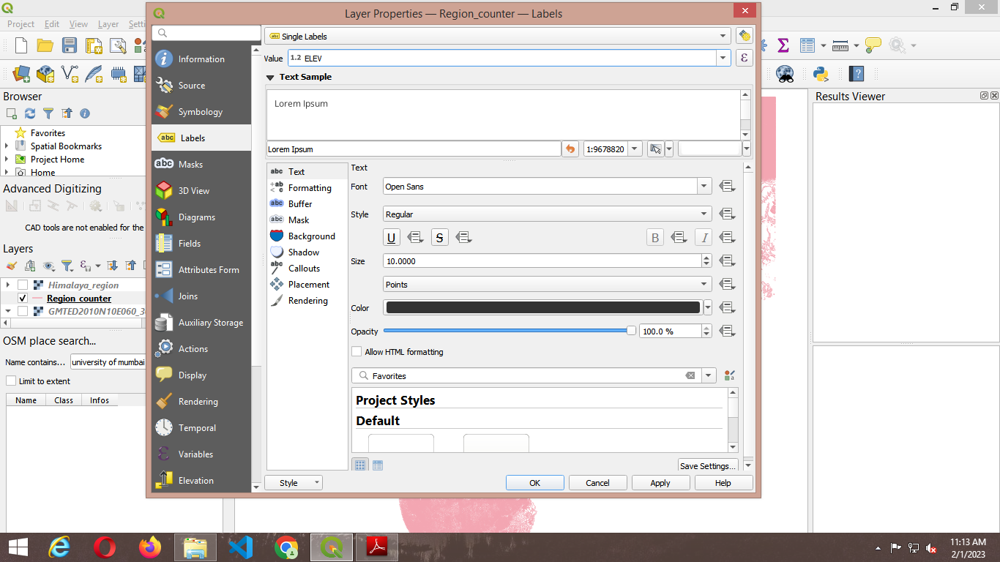 Layer Properties — Region_counter — Labels
Project Edit View Layer
Single Labels
Value 1.2 ELEV
Text Sample
Lorem Ipsum
Lorem Ipsum
1:9678820
Information
Source
Symbology
abc Labels
abc Masks
3D View
Diagrams
Fields
Attributes Form
Joins
Auxiliary Storage
Actions
Display
Rendering
Temporal
Variables
Elevation
abc Text
Formatting
abc Buffer
abc Mask
Background
Shadow
abc Callouts
Placement
Rendering
Text
Font Open Sans
Style Regular
U S B I
Size 10.0000
Points
Color
Opacity 100.0 %
Allow HTML formatting
Favorites
Project Styles
Default
Save Settings...
Style OK Cancel Apply Help
Browser
Favorites
Spatial Bookmarks
Project Home
Home
Advanced Digitizing
CAD tools are not enabled for the
Layers
Himalaya_region
Region_counter
OSM place search...
Name contains... university of mumbai
Limit to extent
Name Class Infos
Results Viewer
11:13 AM
2/1/2023